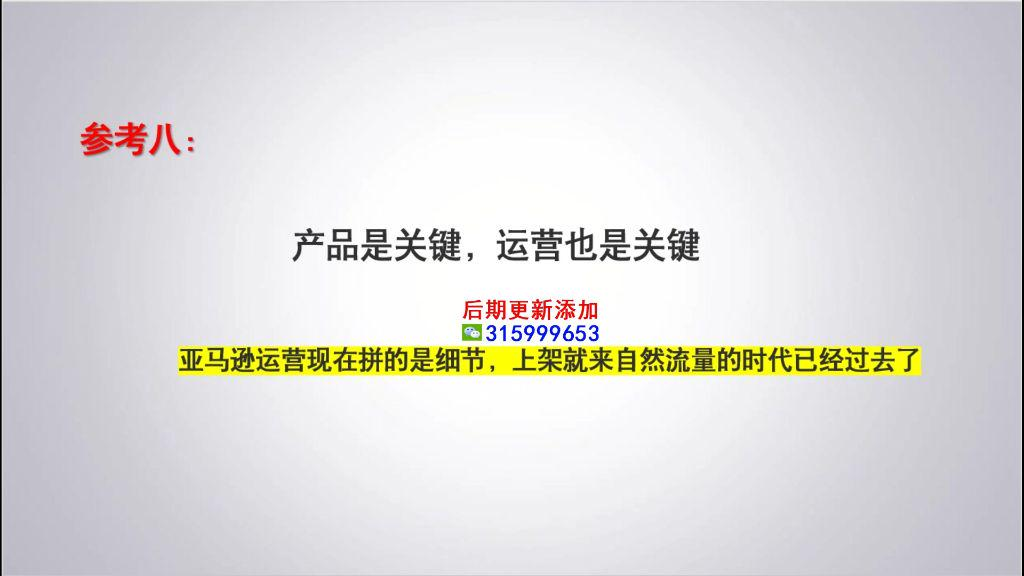 参考八：
产品是关键，运营也是关键
后期更新添加
315999653
亚马逊运营现在拼的是细节，上架就来自然流量的时代已经过去了